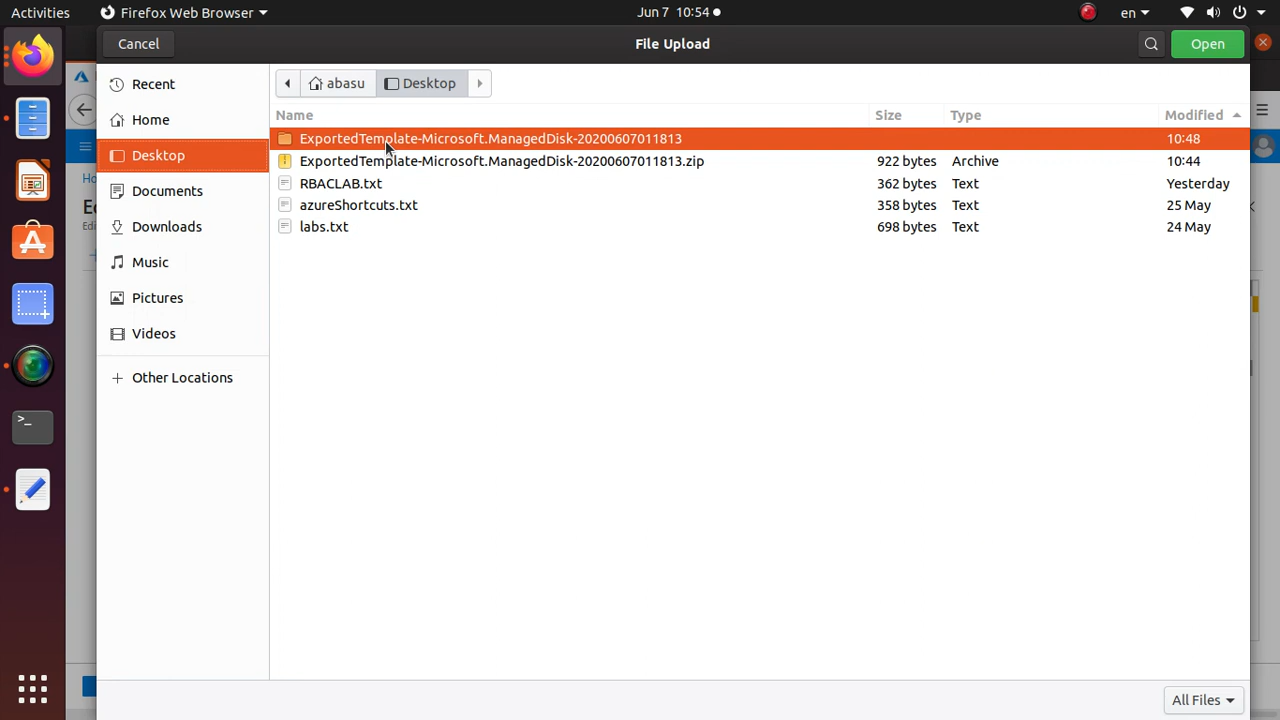 Activities Firefox Web Browser Jun 7 10:54 en
Cancel File Upload Open
Recent
Home
Desktop
Documents
Downloads
Music
Pictures
Videos
Other Locations
abasu Desktop
Name Size Type Modified
ExportedTemplate-Microsoft.ManagedDisk-20200607011813 10:48
ExportedTemplate-Microsoft.ManagedDisk-20200607011813.zip 922 bytes Archive 10:44
RBACLAB.txt 362 bytes Text Yesterday
azureShortcuts.txt 358 bytes Text 25 May
labs.txt 698 bytes Text 24 May
All Files